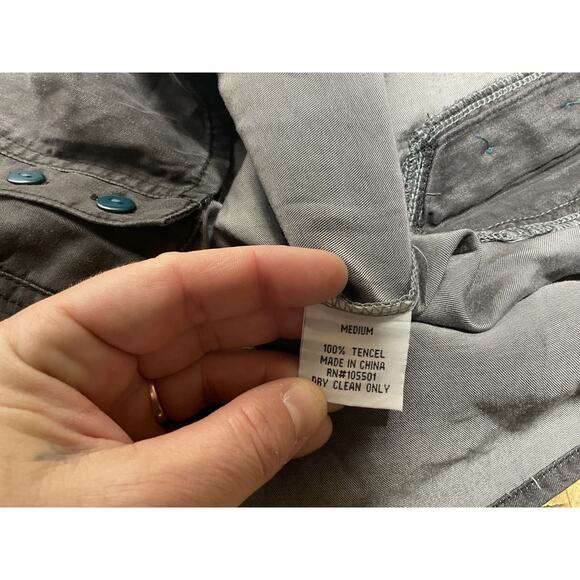 MEDIUM
100% TENCEL
MADE IN CHINA
RN#105501
DRY CLEAN ONLY